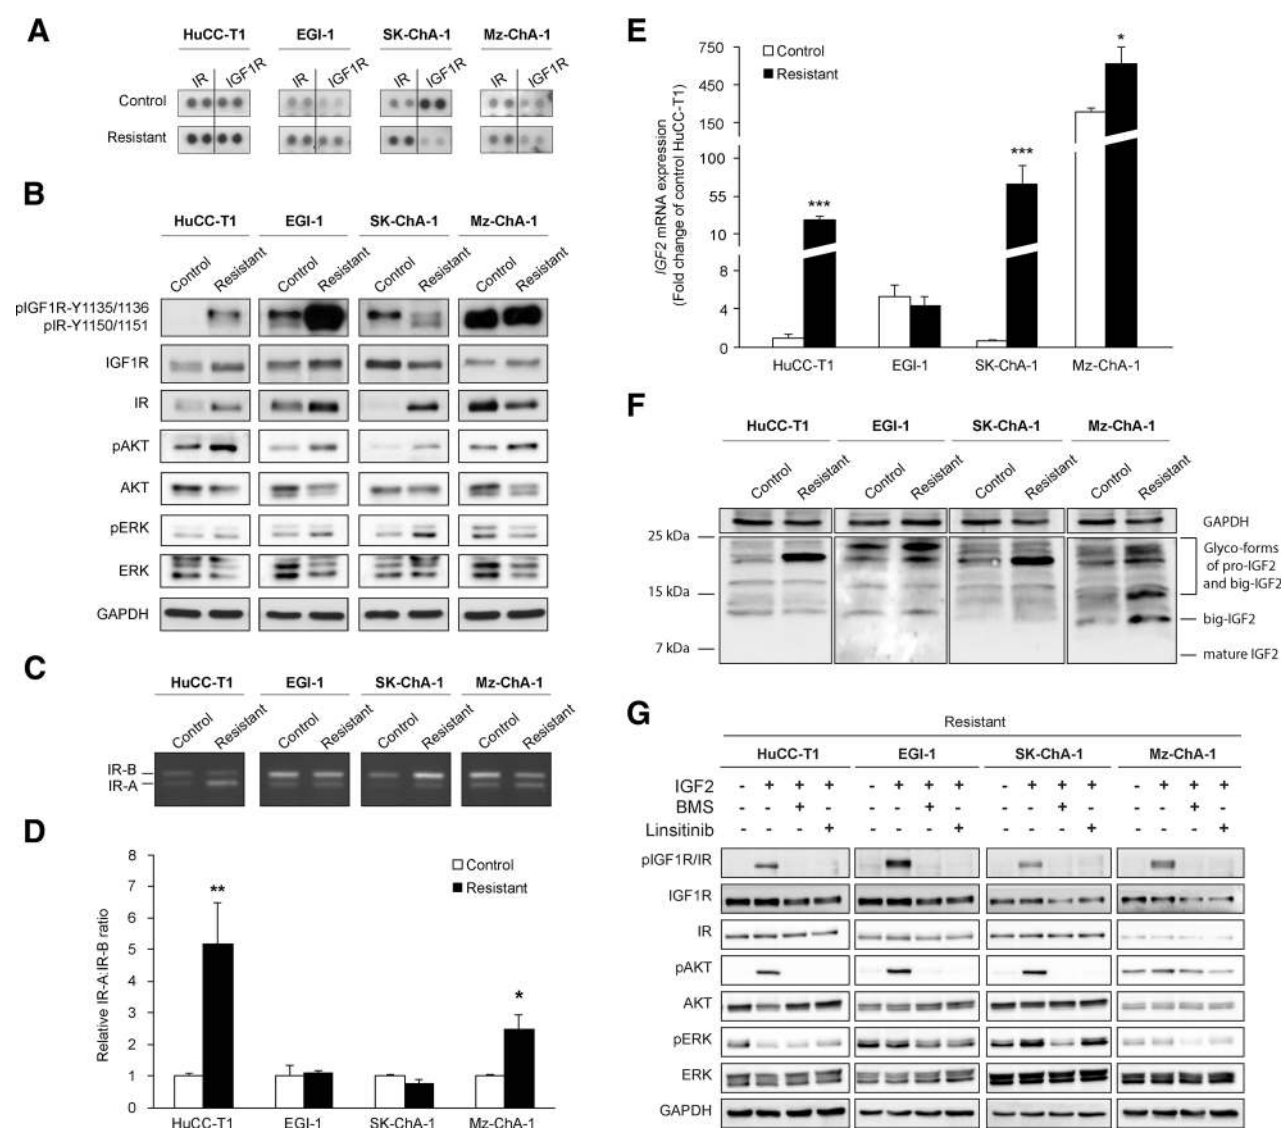 A
HuCC-T1 EGI-1 SK-ChA-1 Mz-ChA-1
IR IGF1R IR IGF1R IR IGF1R IR IGF1R
Control
Resistant
B
HuCC-T1 EGI-1 SK-ChA-1 Mz-ChA-1
Control Resistant Control Resistant Control Resistant Control Resistant
pIGF1R-Y1135/1136
pIR-Y1150/1151
IGF1R
IR
pAKT
AKT
pERK
ERK
GAPDH
C
HuCC-T1 EGI-1 SK-ChA-1 Mz-ChA-1
Control Resistant Control Resistant Control Resistant Control Resistant
IR-B
IR-A
D
Relative IR-A:IR-B ratio
8
7
6
5
4
3
2
1
0
Control
Resistant
**
*
HuCC-T1 EGI-1 SK-ChA-1 Mz-ChA-1
E
IGF2 mRNA expression
(Fold change of control HuCC-T1)
750
450
150
100
55
10
8
4
0
Control
Resistant
***
***
*
HuCC-T1 EGI-1 SK-ChA-1 Mz-ChA-1
F
HuCC-T1 EGI-1 SK-ChA-1 Mz-ChA-1
Control Resistant Control Resistant Control Resistant Control Resistant
GAPDH
25 kDa
15 kDa
7 kDa
Glyco-forms
of pro-IGF2
and big-IGF2
big-IGF2
mature IGF2
G
Resistant
HuCC-T1 EGI-1 SK-ChA-1 Mz-ChA-1
IGF2 - + + + - + + + - + + + - + + +
BMS - - + - - + - - + - - +
Linsitinib - - + - - + - - + - - +
pIGF1R/IR
IGF1R
IR
pAKT
AKT
pERK
ERK
GAPDH